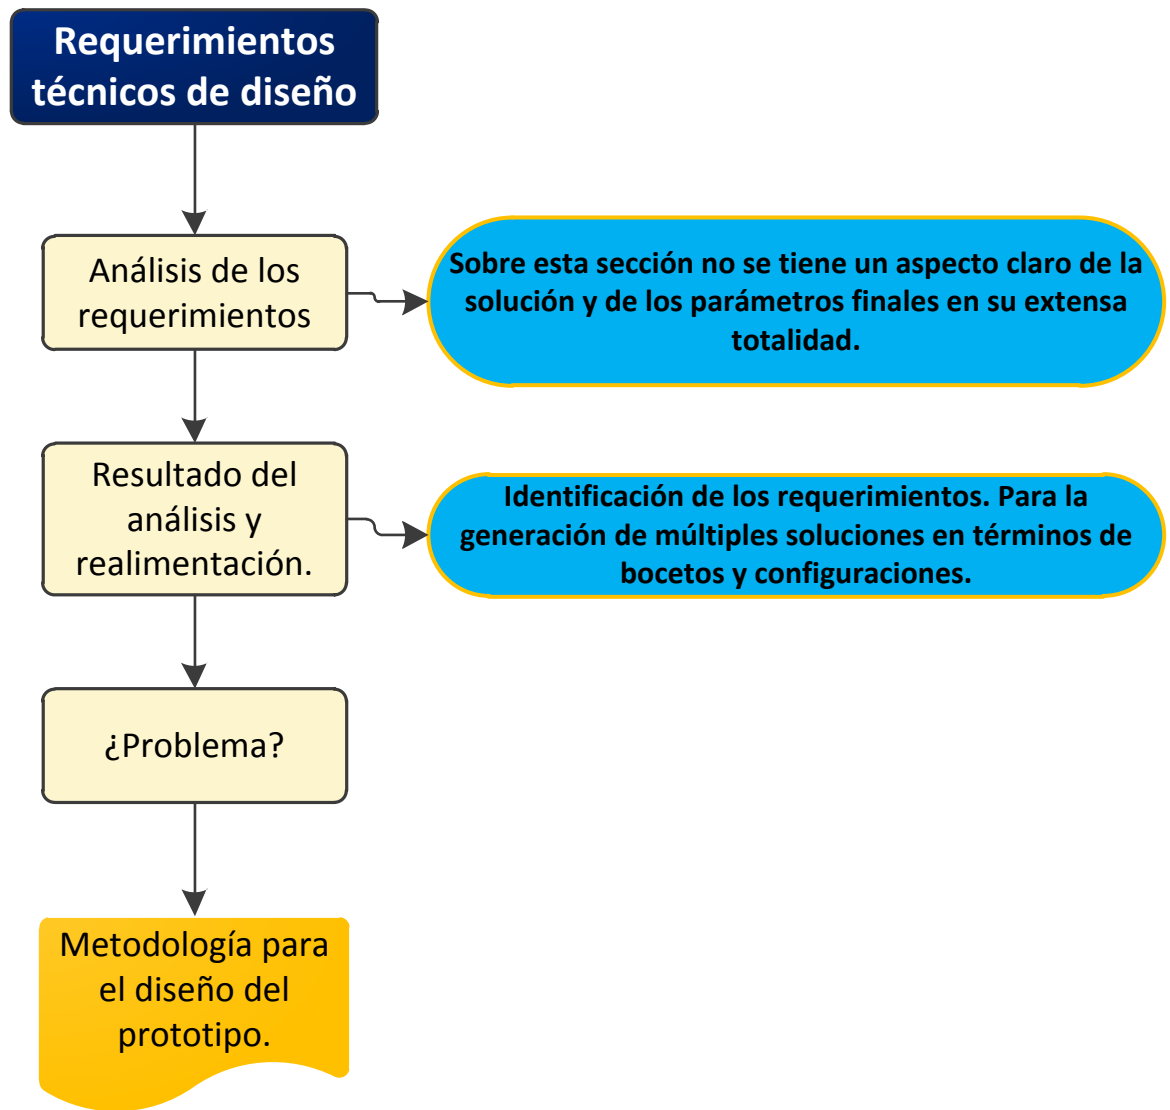 Requerimientos
técnicos de diseño
Análisis de los
requerimientos
Sobre esta sección no se tiene un aspecto claro de la
solución y de los parámetros finales en su extensa
totalidad.
Resultado del
análisis y
realimentación.
Identificación de los requerimientos. Para la
generación de múltiples soluciones en términos de
bocetos y configuraciones.
¿Problema?
Metodología para
el diseño del
prototipo.